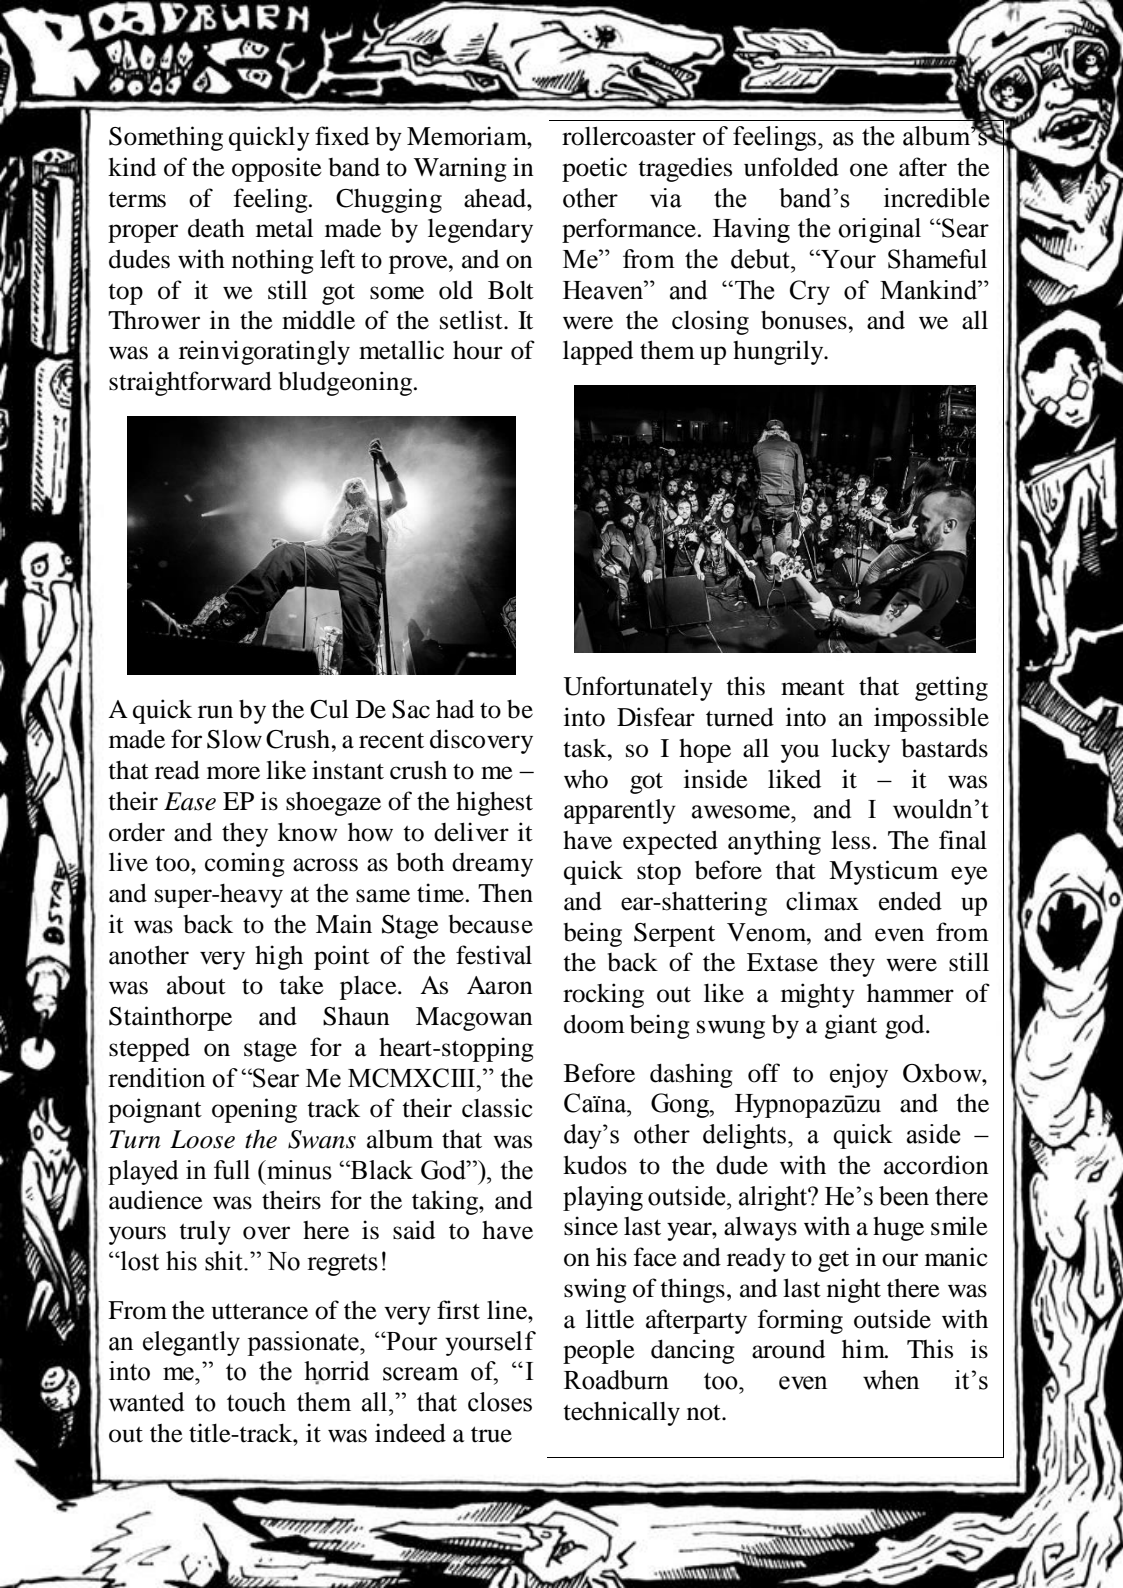 ROADBURN
Something quickly fixed by Memoriam,
kind of the opposite band to Warning in
terms of feeling. Chugging ahead,
proper death metal made by legendary
dudes with nothing left to prove, and on
top of it we still got some old Bolt
Thrower in the middle of the setlist. It
was a reinvigoratingly metallic hour of
straightforward bludgeoning.
A quick run by the Cul De Sac had to be
made for Slow Crush, a recent discovery
that read more like instant crush to me –
their Ease EP is shoegaze of the highest
order and they know how to deliver it
live too, coming across as both dreamy
and super-heavy at the same time. Then
it was back to the Main Stage because
another very high point of the festival
was about to take place. As Aaron
Stainthorpe and Shaun Macgowan
stepped on stage for a heart-stopping
rendition of “Sear Me MCMXCIII,” the
poignant opening track of their classic
Turn Loose the Swans album that was
played in full (minus “Black God”), the
audience was theirs for the taking, and
yours truly over here is said to have
“lost his shit.” No regrets!
From the utterance of the very first line,
an elegantly passionate, “Pour yourself
into me,” to the horrid scream of, “I
wanted to touch them all,” that closes
out the title-track, it was indeed a true
rollercoaster of feelings, as the album’s
poetic tragedies unfolded one after the
other via the band’s incredible
performance. Having the original “Sear
Me” from the debut, “Your Shameful
Heaven” and “The Cry of Mankind”
were the closing bonuses, and we all
lapped them up hungrily.
Unfortunately this meant that getting
into Disfear turned into an impossible
task, so I hope all you lucky bastards
who got inside liked it – it was
apparently awesome, and I wouldn’t
have expected anything less. The final
quick stop before that Mysticum eye
and ear-shattering climax ended up
being Serpent Venom, and even from
the back of the Extase they were still
rocking out like a mighty hammer of
doom being swung by a giant god.
Before dashing off to enjoy Oxbow,
Caïna, Gong, Hypnopazūzu and the
day’s other delights, a quick aside –
kudos to the dude with the accordion
playing outside, alright? He’s been there
since last year, always with a huge smile
on his face and ready to get in our manic
swing of things, and last night there was
a little afterparty forming outside with
people dancing around him. This is
Roadburn too, even when it’s
technically not.